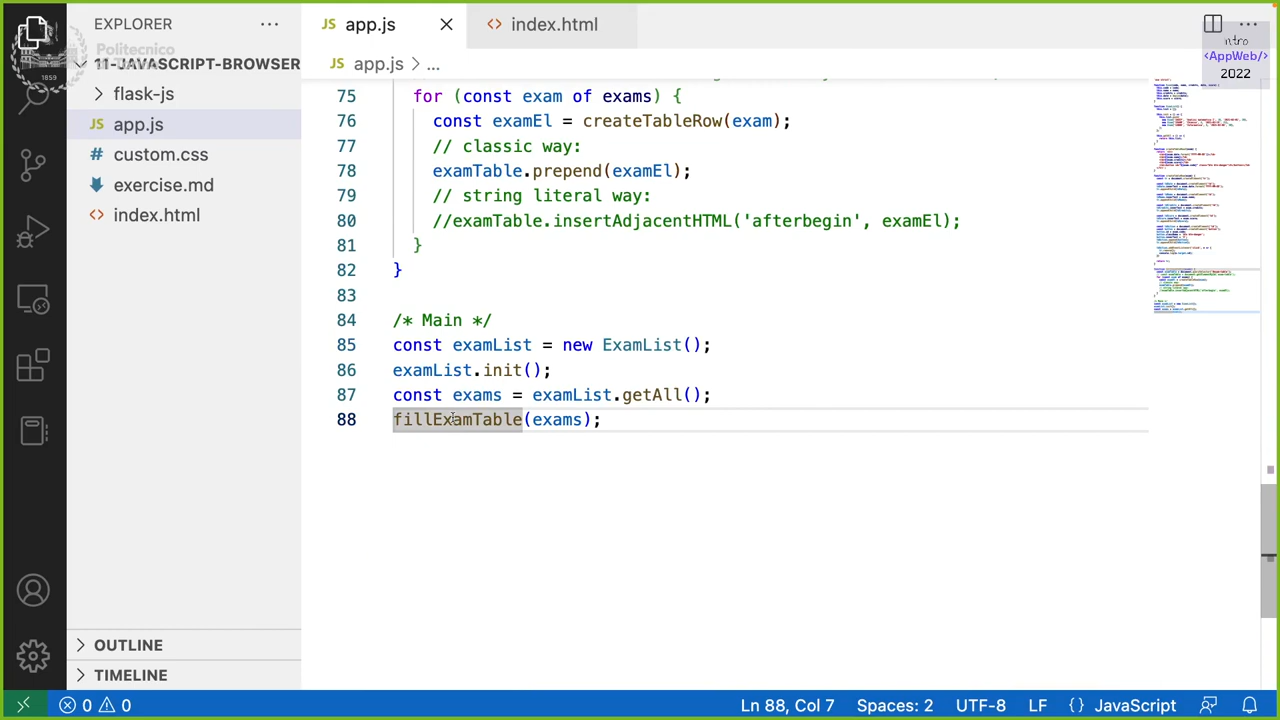 EXPLORER
11-JAVASCRIPT-BROWSER
flask-js
JS app.js
# custom.css
exercise.md
<> index.html
OUTLINE
TIMELINE
Politecnico
1859
JS app.js
<> index.html
JS app.js > ...
ntro
<AppWeb/>
2022
75 for (const exam of exams) {
76 const examEl = createTableRow(exam);
77 // classic way:
78 examTable.prepend(examEl);
79 // string literal way:
80 //examTable.insertAdjacentHTML('afterbegin', examEl);
81 }
82 }
83
84 /* Main */
85 const examList = new ExamList();
86 examList.init();
87 const exams = examList.getAll();
88 fillExamTable(exams);
0 0
Ln 88, Col 7 Spaces: 2 UTF-8 LF {} JavaScript